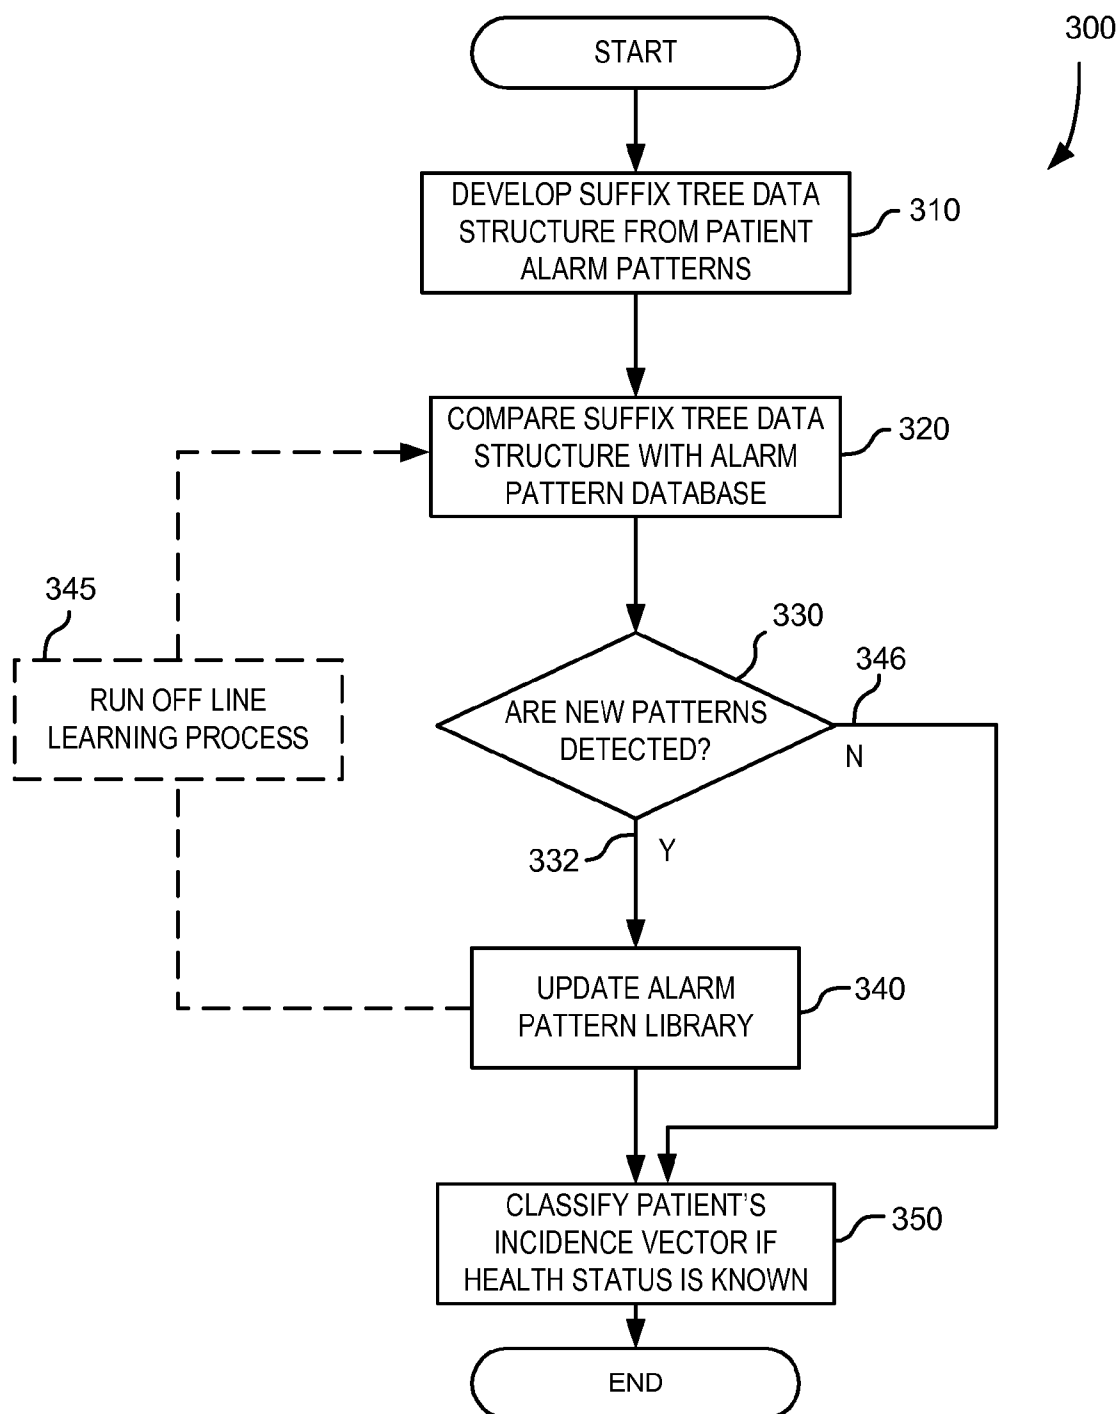 START
300
DEVELOP SUFFIX TREE DATA
STRUCTURE FROM PATIENT
ALARM PATTERNS
310
COMPARE SUFFIX TREE DATA
STRUCTURE WITH ALARM
PATTERN DATABASE
320
345
RUN OFF LINE
LEARNING PROCESS
330
ARE NEW PATTERNS
DETECTED?
346
N
332
Y
UPDATE ALARM
PATTERN LIBRARY
340
CLASSIFY PATIENT'S
INCIDENCE VECTOR IF
HEALTH STATUS IS KNOWN
350
END